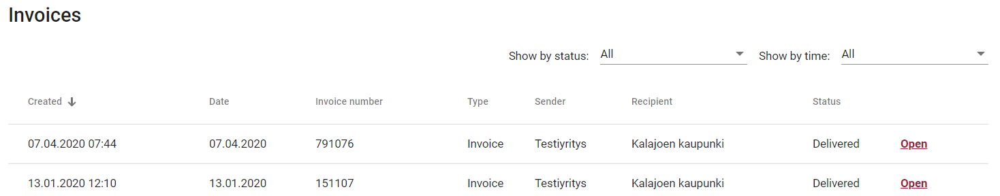 Invoices
Show by status: All Show by time: All
Created Date Invoice number Type Sender Recipient Status
07.04.2020 07:44 07.04.2020 791076 Invoice Testiyritys Kalajoen kaupunki Delivered Open
13.01.2020 12:10 13.01.2020 151107 Invoice Testiyritys Kalajoen kaupunki Delivered Open